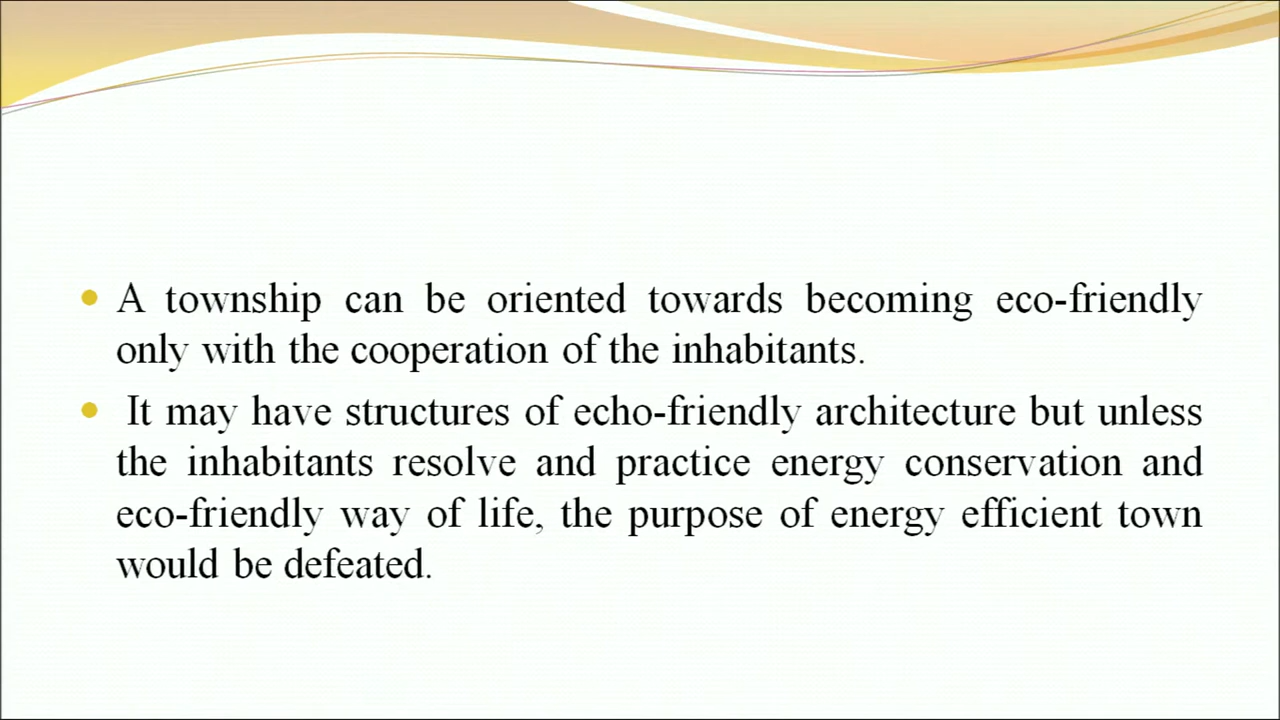 A township can be oriented towards becoming eco-friendly
only with the cooperation of the inhabitants.
It may have structures of echo-friendly architecture but unless
the inhabitants resolve and practice energy conservation and
eco-friendly way of life, the purpose of energy efficient town
would be defeated.